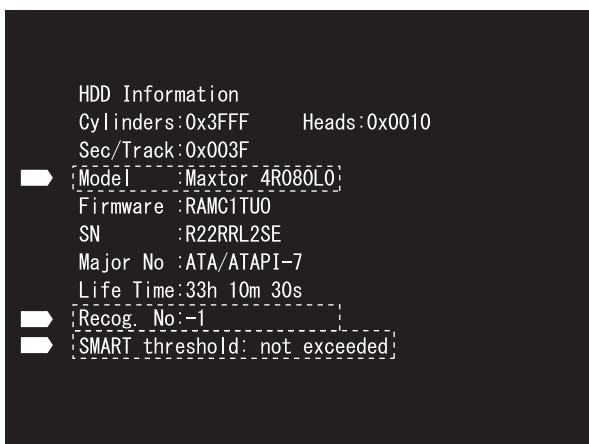 HDD Information
Cylinders:0x3FFF Heads:0x0010
Sec/Track:0x003F
Model :Maxtor 4R080L0
Firmware :RAMC1TU0
SN :R22RRL2SE
Major No :ATA/ATAPI-7
Life Time:33h 10m 30s
Recog. No:-1
SMART threshold: not exceeded